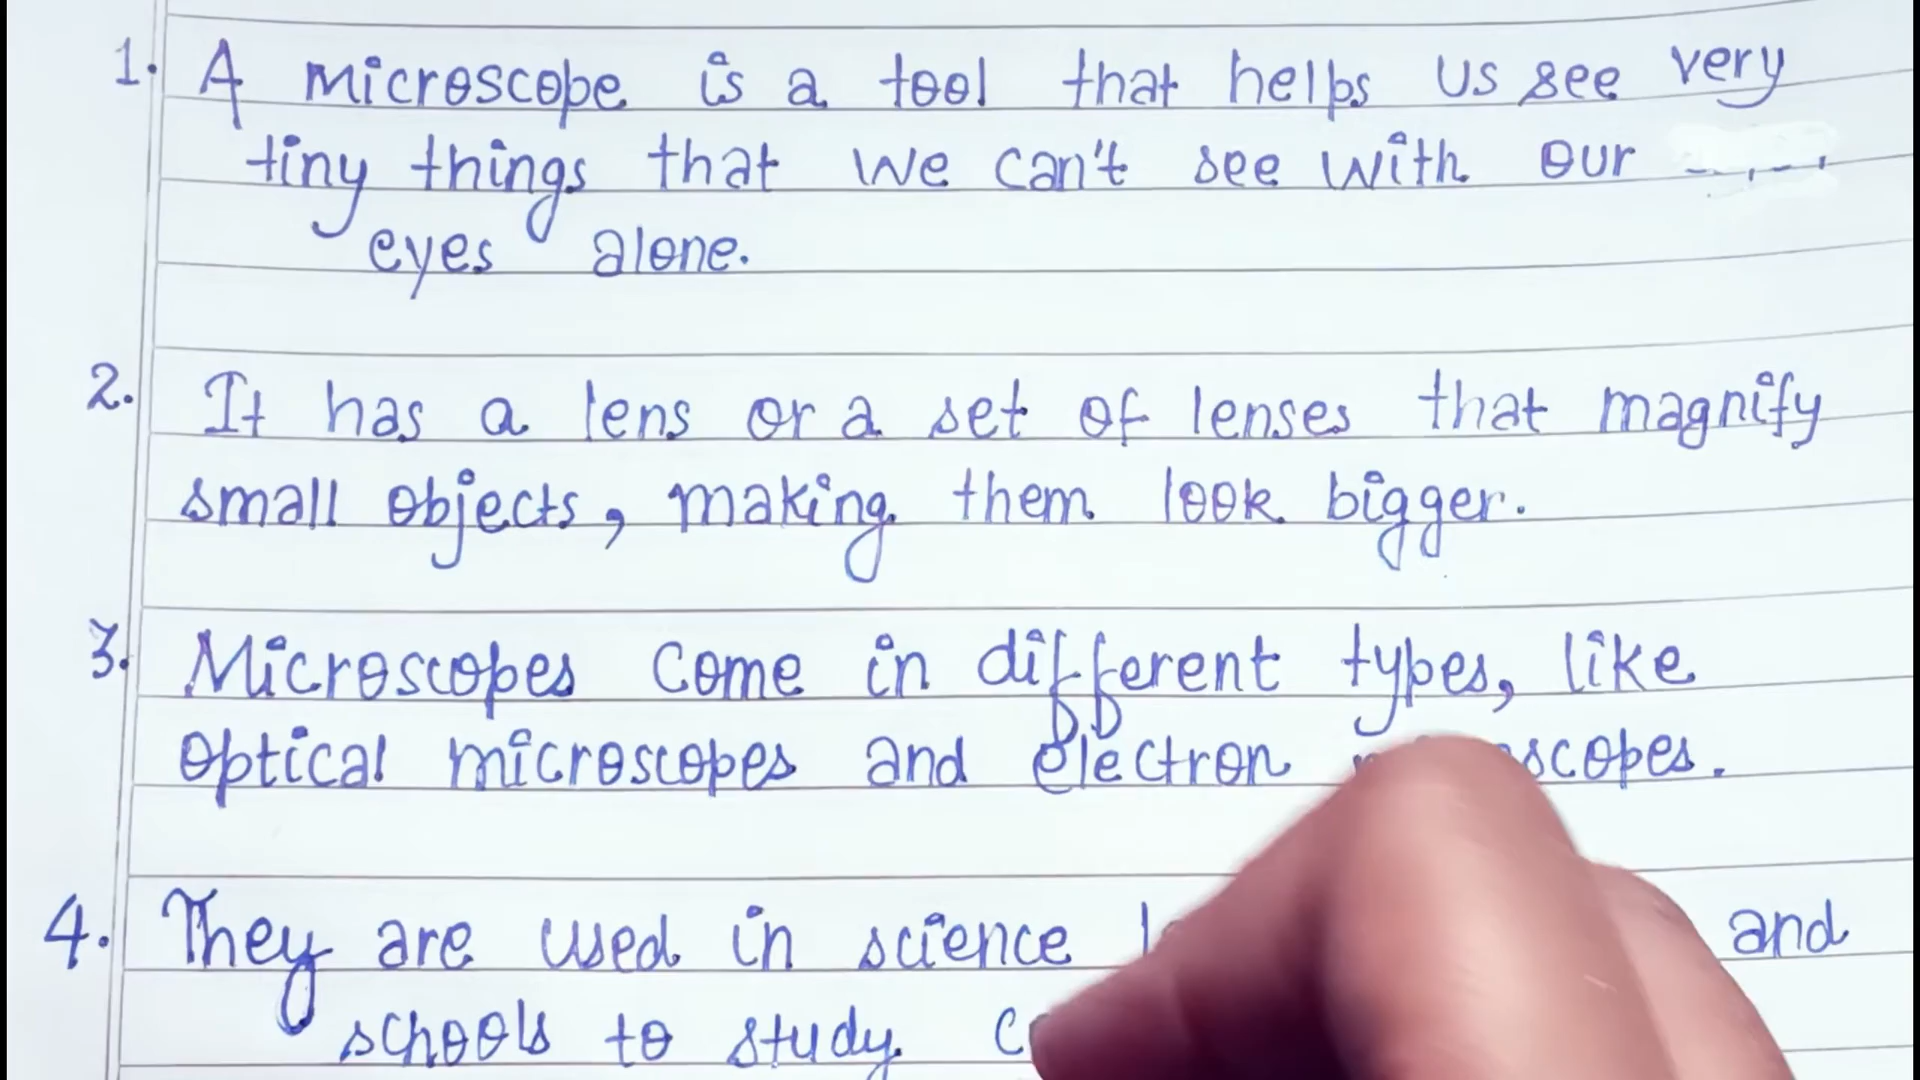 1. A microscope is a tool that helps us see very
tiny things that we can't see with our
eyes alone.
2. It has a lens or a set of lenses that magnify
small objects, making them look bigger.
3. Microscopes come in different types, like
optical microscopes and electron
4. They are used in science and
schools to study